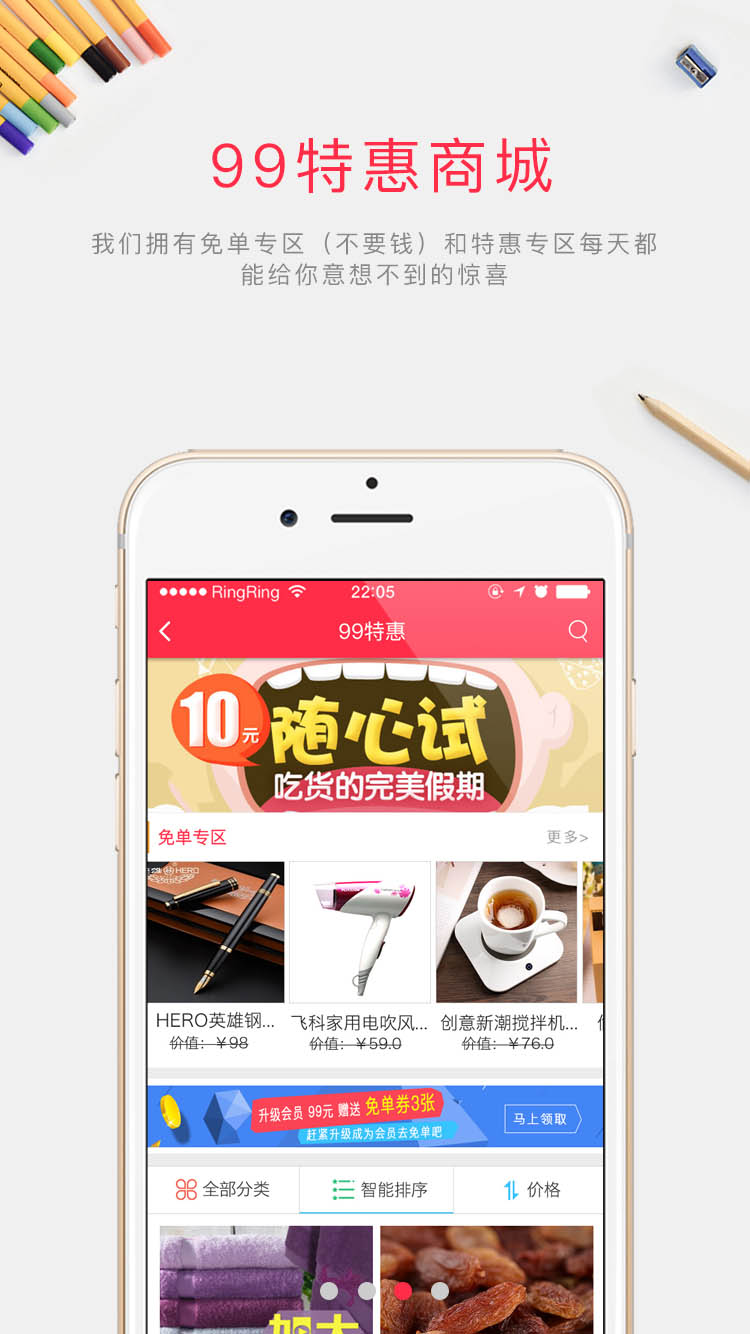 99特惠商城
我们拥有免单专区（不要钱）和特惠专区每天都
能给你意想不到的惊喜
RingRing 22:05
99特惠
10元 随心试
吃货的完美假期
免单专区 更多>
HERO
HERO英雄钢... 飞科家用电吹风... 创意新潮搅拌机...
价值：￥98 价值：￥59.0 价值：￥76.0
升级会员 99元 赠送 免单券3张
赶紧升级成为会员去免单吧
马上领取
全部分类 智能排序 价格
加大